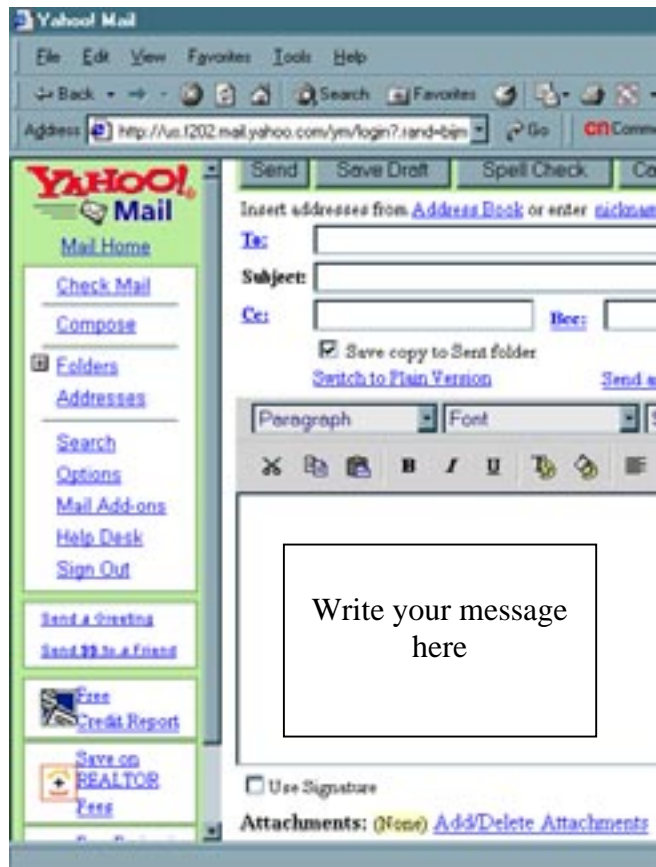 Yahoo! Mail
File Edit View Favorites Tools Help
Back Search Favorites
Address http://us.f202.mail.yahoo.com/ym/login?.rand=bjm Go
YAHOO!
Mail
Mail Home
Check Mail
Compose
Folders
Addresses
Search
Options
Mail Add-ons
Help Desk
Sign Out
Send a Greeting
Send $$ to a Friend
Free
Credit Report
Save on
REALTOR
Fees
Send Save Draft Spell Check
Insert addresses from Address Book or enter
To:
Subject:
Cc: Bcc:
Save copy to Sent folder
Switch to Plain Version Send
Paragraph Font
B I U
Write your message
here
Use Signature
Attachments: (None) Add/Delete Attachments